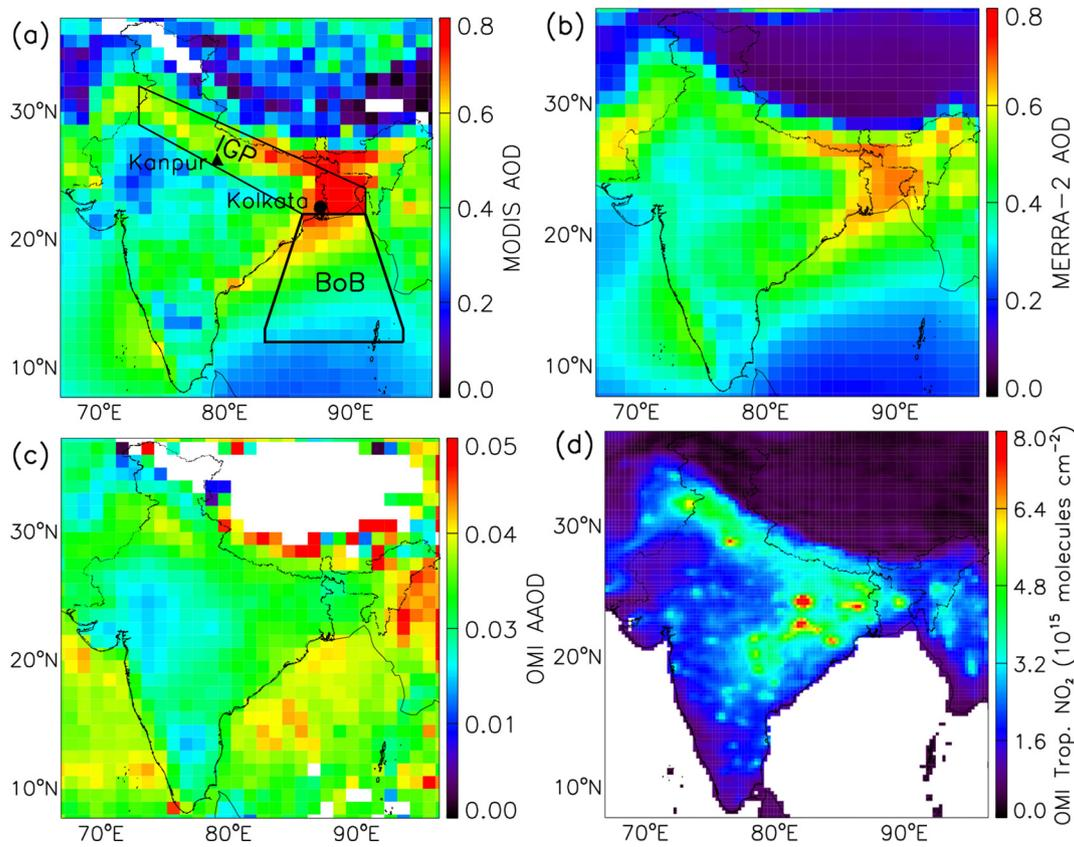 (a)
30°N
20°N
10°N
70°E 80°E 90°E
IGP
Kanpur
Kolkata
BoB
0.8
0.6
0.4
0.2
0.0
MODIS AOD
(b)
30°N
20°N
10°N
70°E 80°E 90°E
0.8
0.6
0.4
0.2
0.0
MERRA-2 AOD
(c)
30°N
20°N
10°N
70°E 80°E 90°E
0.05
0.04
0.03
0.02
0.01
0.00
OMI AAOD
(d)
30°N
20°N
10°N
70°E 80°E 90°E
8.0
6.4
4.8
3.2
1.6
0.0
OMI Trop. NO₂ (10¹⁵ molecules cm⁻²)